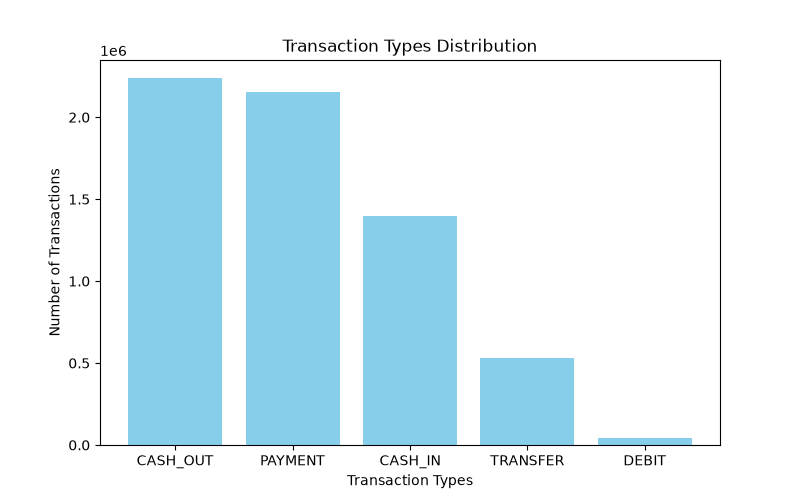 Transaction Types Distribution
1e6
Number of Transactions
2.0
1.5
1.0
0.5
0.0
CASH_OUT PAYMENT CASH_IN TRANSFER DEBIT
Transaction Types